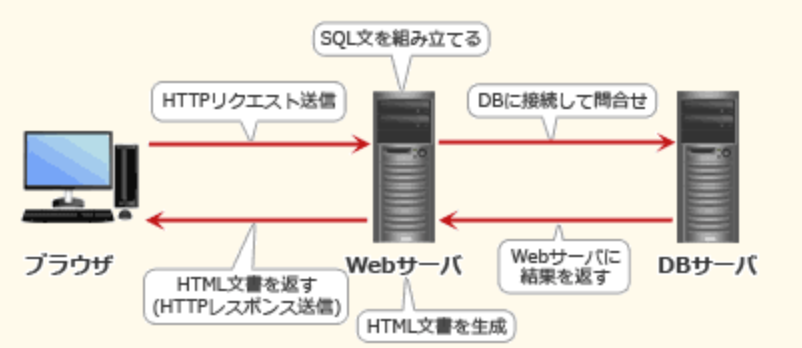 SQL文を組み立てる
HTTPリクエスト送信
DBに接続して問合せ
ブラウザ
Webサーバ
DBサーバ
HTML文書を返す
(HTTPレスポンス送信)
Webサーバに
結果を返す
HTML文書を生成